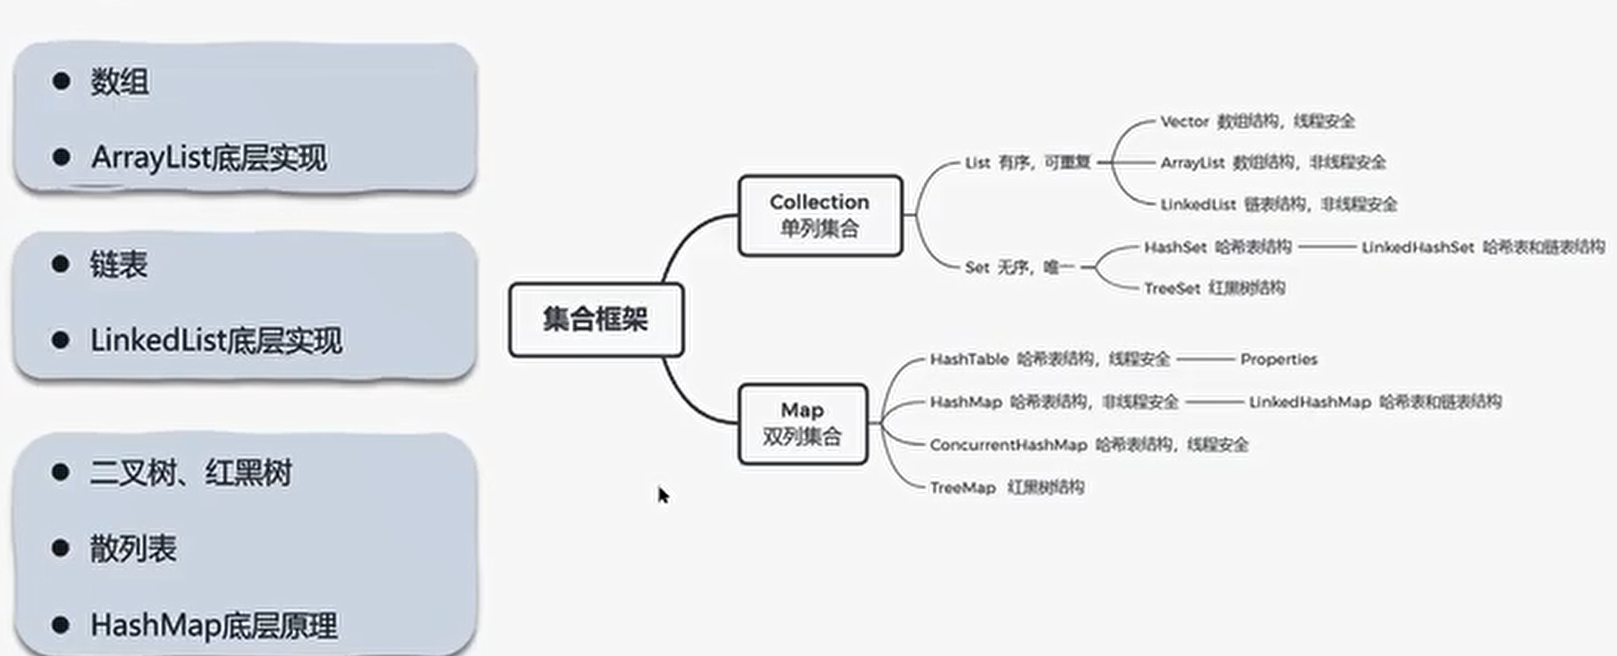 数组
ArrayList底层实现
链表
LinkedList底层实现
二叉树、红黑树
散列表
HashMap底层原理
集合框架
Collection
单列集合
List 有序，可重复
Vector 数组结构，线程安全
ArrayList 数组结构，非线程安全
LinkedList 链表结构，非线程安全
Set 无序，唯一
HashSet 哈希表结构
LinkedHashSet 哈希表和链表结构
TreeSet 红黑树结构
Map
双列集合
HashTable 哈希表结构，线程安全
Properties
HashMap 哈希表结构，非线程安全
LinkedHashMap 哈希表和链表结构
ConcurrentHashMap 哈希表结构，线程安全
TreeMap 红黑树结构